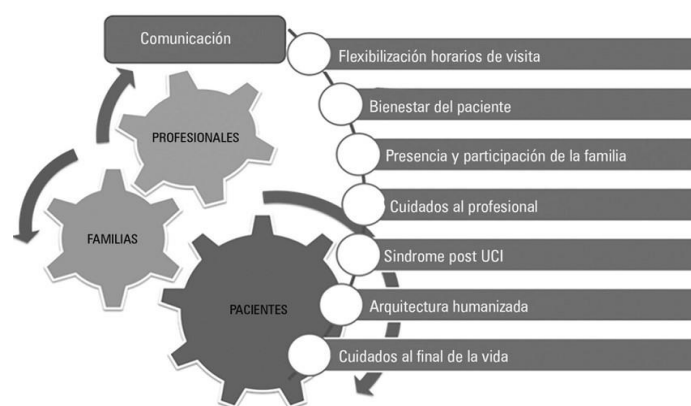 Comunicación
Flexibilización horarios de visita
Bienestar del paciente
PROFESIONALES
Presencia y participación de la familia
Cuidados al profesional
FAMILIAS
Sindrome post UCI
PACIENTES
Arquitectura humanizada
Cuidados al final de la vida